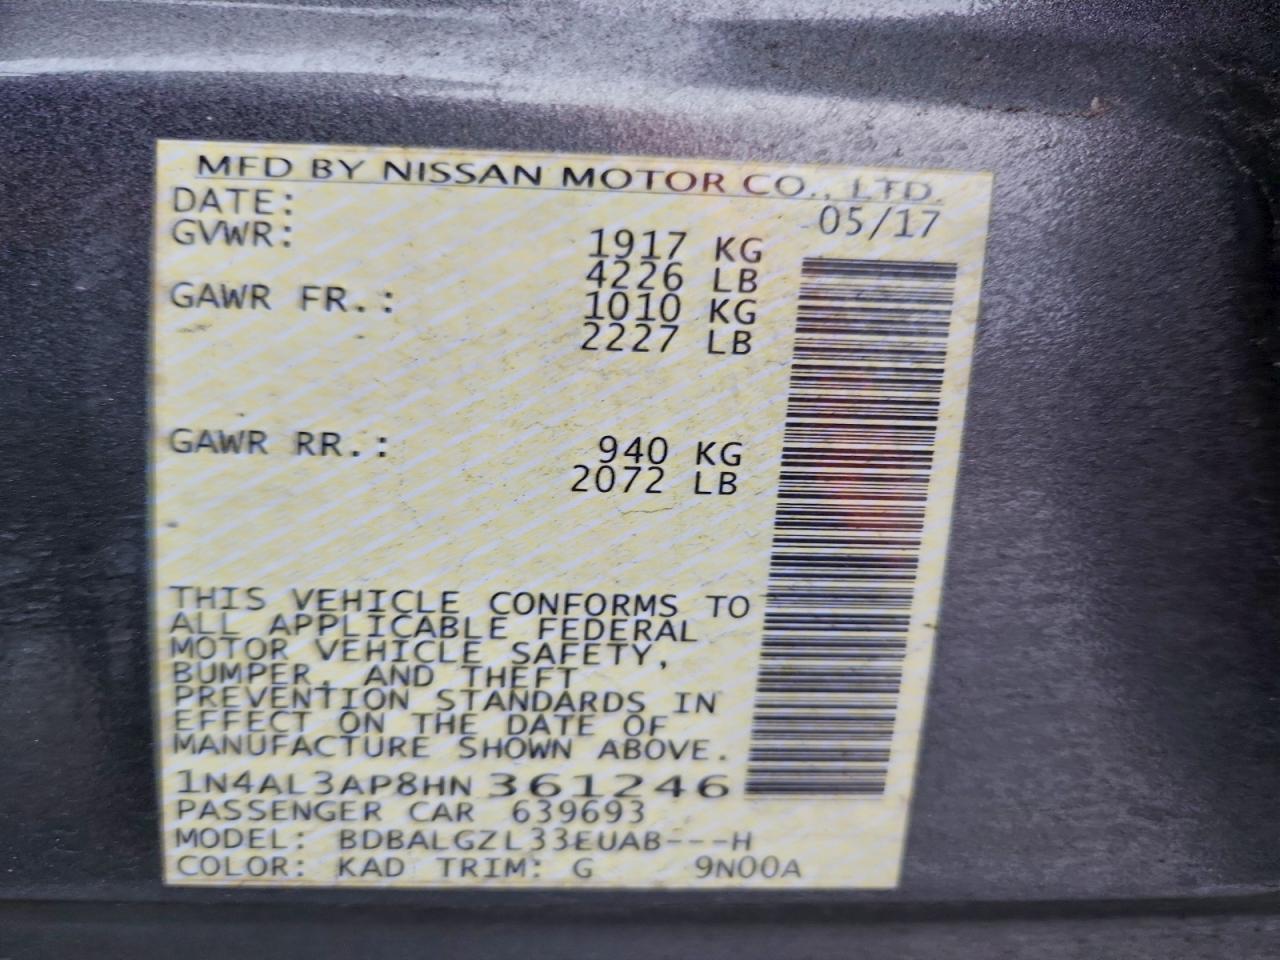 MFD BY NISSAN MOTOR CO., LTD.
DATE: 05/17
GVWR: 1917 KG
4226 LB
GAWR FR.: 1010 KG
2227 LB
GAWR RR.: 940 KG
2072 LB
THIS VEHICLE CONFORMS TO
ALL APPLICABLE FEDERAL
MOTOR VEHICLE SAFETY,
BUMPER, AND THEFT
PREVENTION STANDARDS IN
EFFECT ON THE DATE OF
MANUFACTURE SHOWN ABOVE.
1N4AL3AP8HN 361246
PASSENGER CAR 639693
MODEL: BDBALGZL33EUAB---H
COLOR: KAD TRIM: G 9N00A